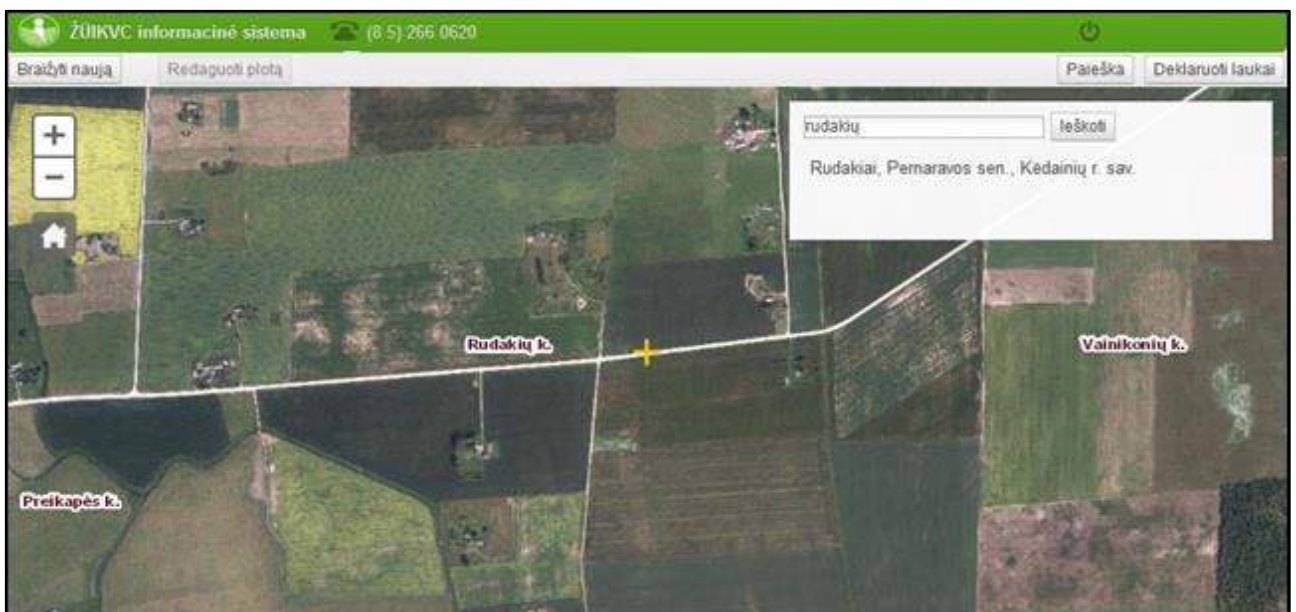 ŽŪIKVC informacinė sistema (8 5) 266 0620
Braižyti naują Redaguoti plotą Paieška Deklaruoti laukai
rudakių Ieškoti
Rudakiai, Pernaravos sen., Kėdainių r. sav.
+
−
Rudakių k. Vainikonių k.
Preikapės k.